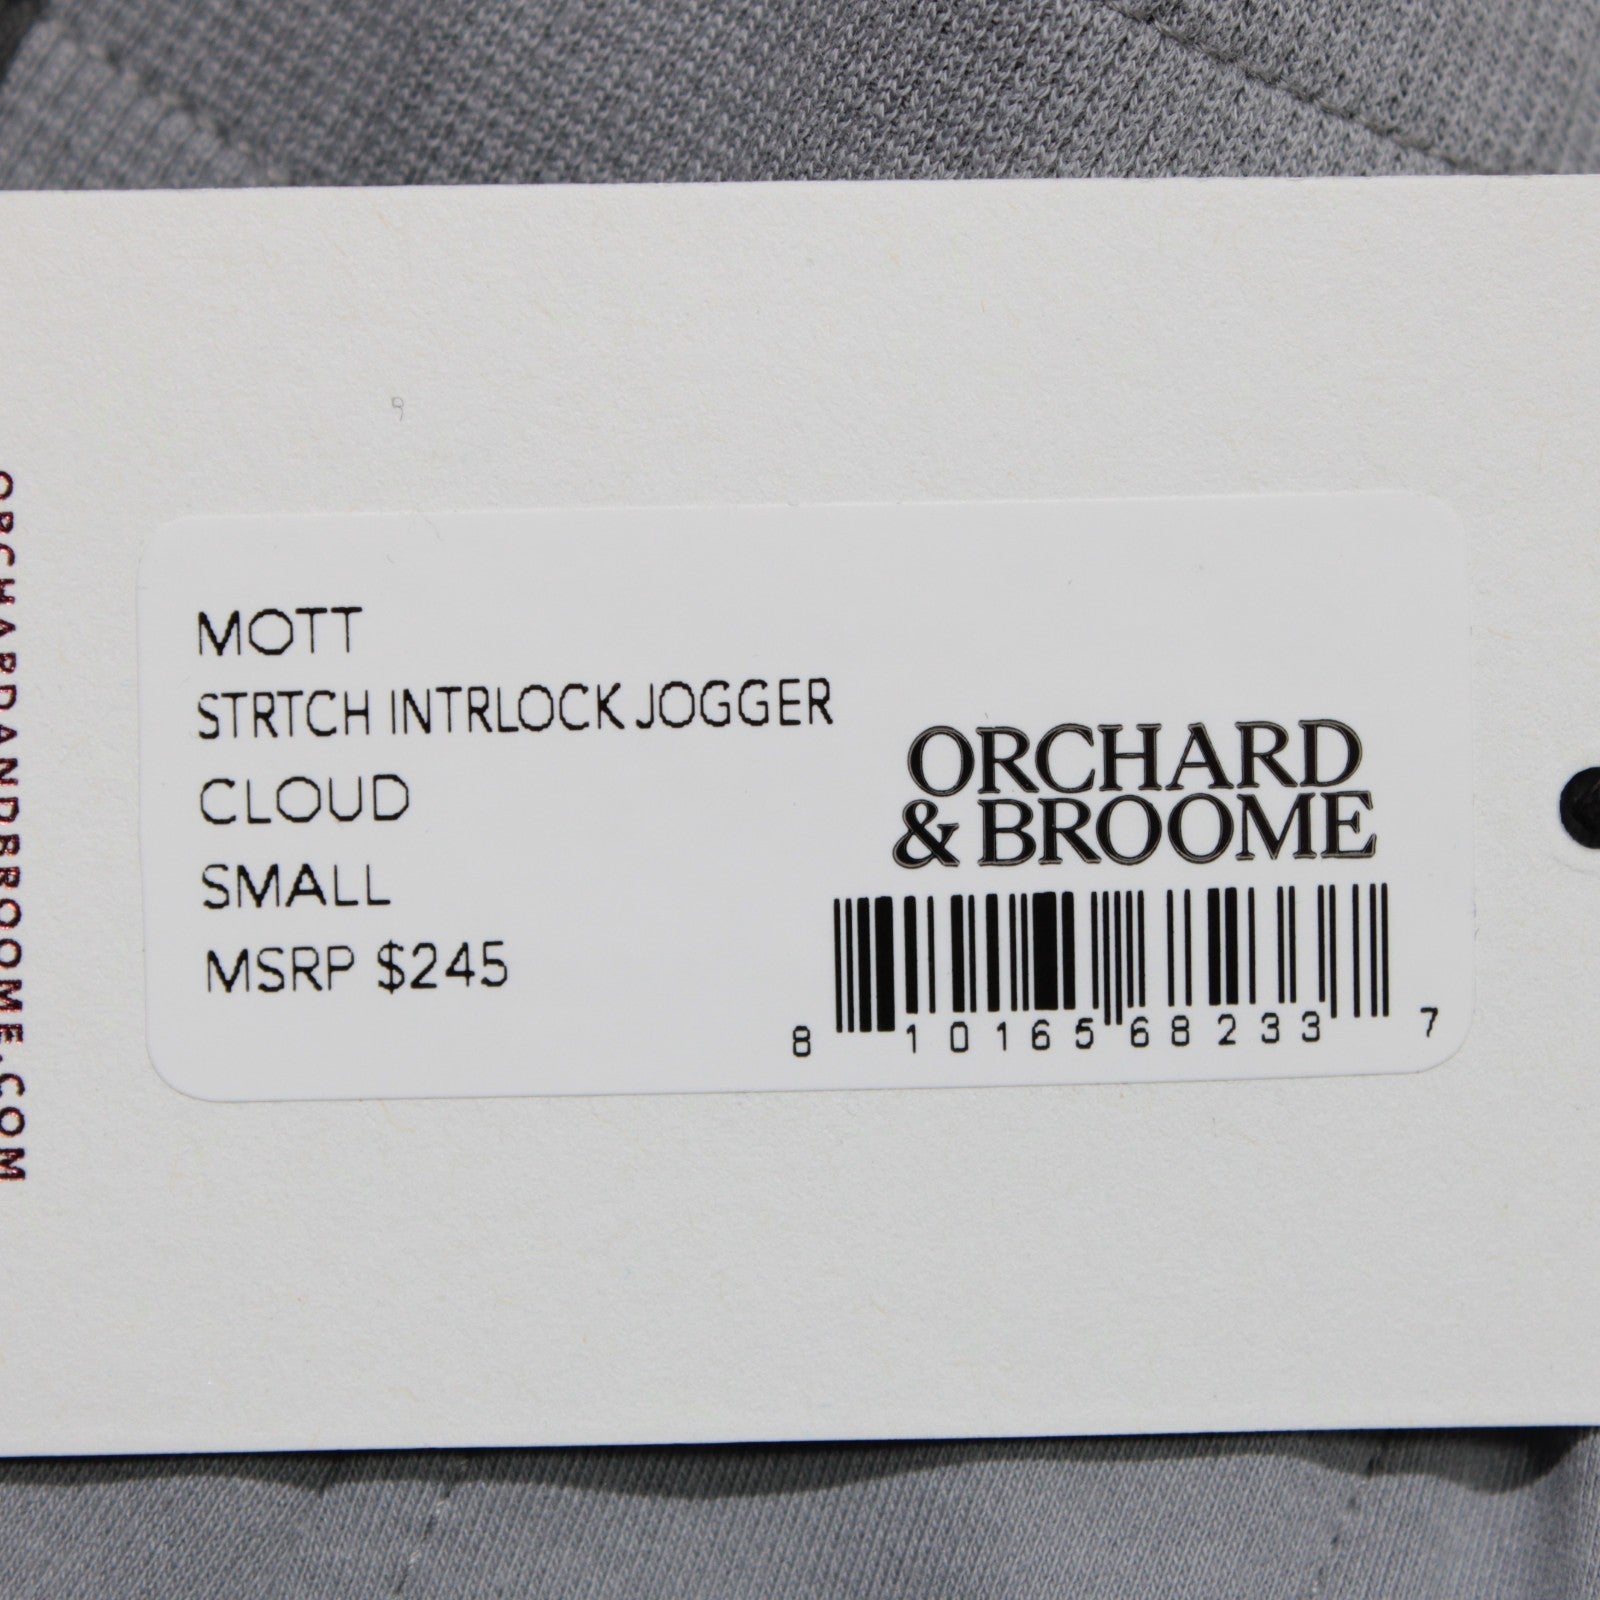 ORCHARDANDBROOME.COM
MOTT
STRTCH INTRLOCK JOGGER
CLOUD
SMALL
MSRP $245
ORCHARD
& BROOME
8 10165 68233 7